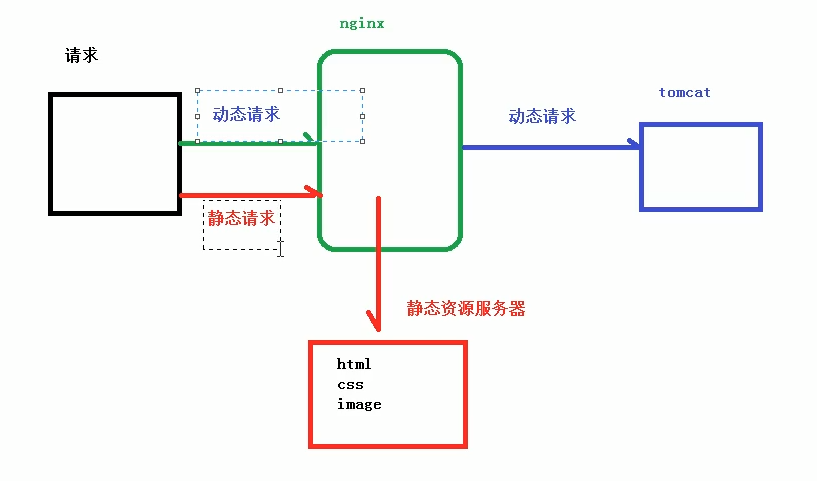 nginx
请求
动态请求
动态请求
tomcat
静态请求
静态资源服务器
html
css
image